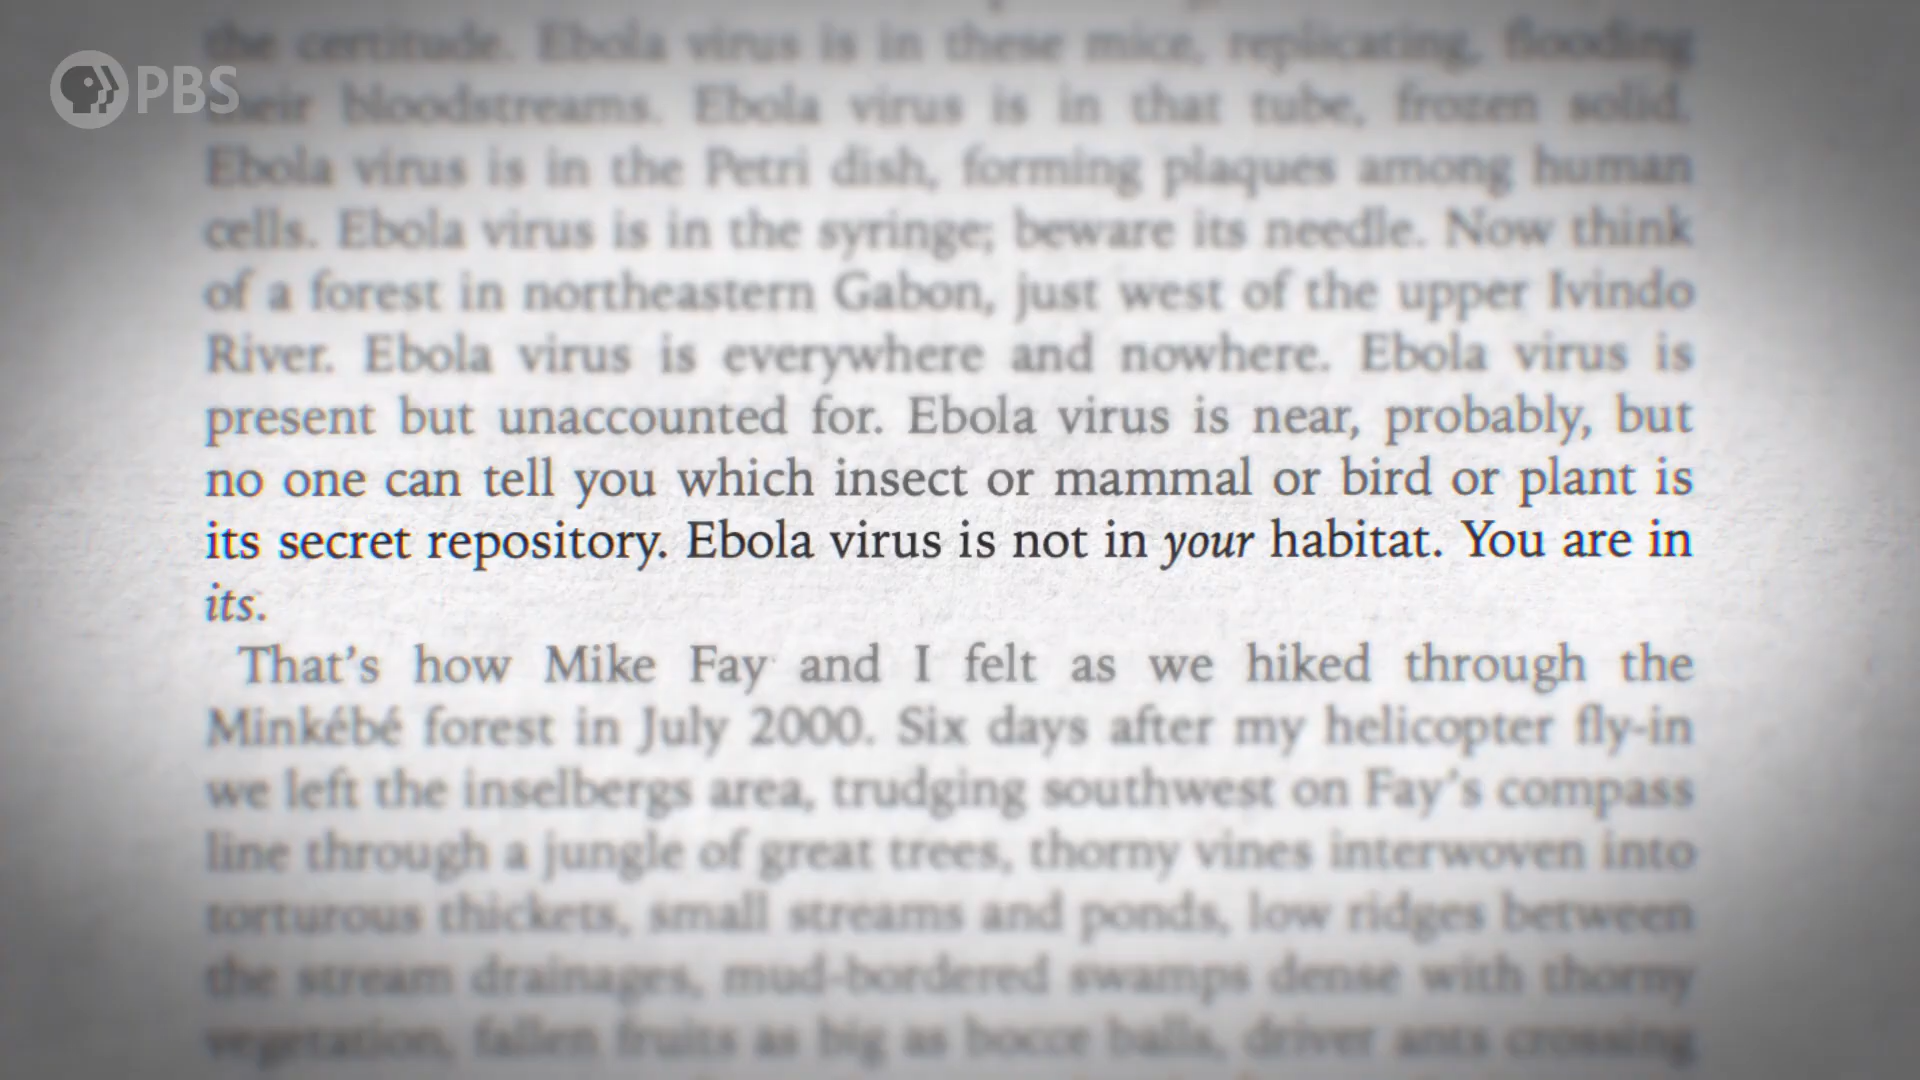 PBS
the certitude. Ebola virus is in these mice, replicating, flooding
their bloodstreams. Ebola virus is in that tube, frozen solid.
Ebola virus is in the Petri dish, forming plaques among human
cells. Ebola virus is in the syringe; beware its needle. Now think
of a forest in northeastern Gabon, just west of the upper Ivindo
River. Ebola virus is everywhere and nowhere. Ebola virus is
present but unaccounted for. Ebola virus is near, probably, but
no one can tell you which insect or mammal or bird or plant is
its secret repository. Ebola virus is not in your habitat. You are in
its.
That's how Mike Fay and I felt as we hiked through the
Minkébé forest in July 2000. Six days after my helicopter fly-in
we left the inselbergs area, trudging southwest on Fay's compass
line through a jungle of great trees, thorny vines interwoven into
torturous thickets, small streams and ponds, low ridges between
the stream drainages, mud-bordered swamps dense with thorny
vegetation, fallen fruits as big as bocce balls, driver ants crossing